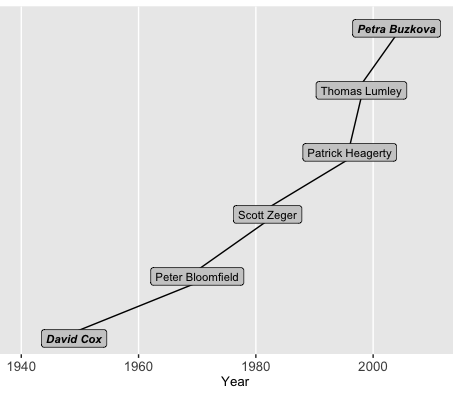 Petra Buzkova
Thomas Lumley
Patrick Heagerty
Scott Zeger
Peter Bloomfield
David Cox
1940 1960 1980 2000
Year